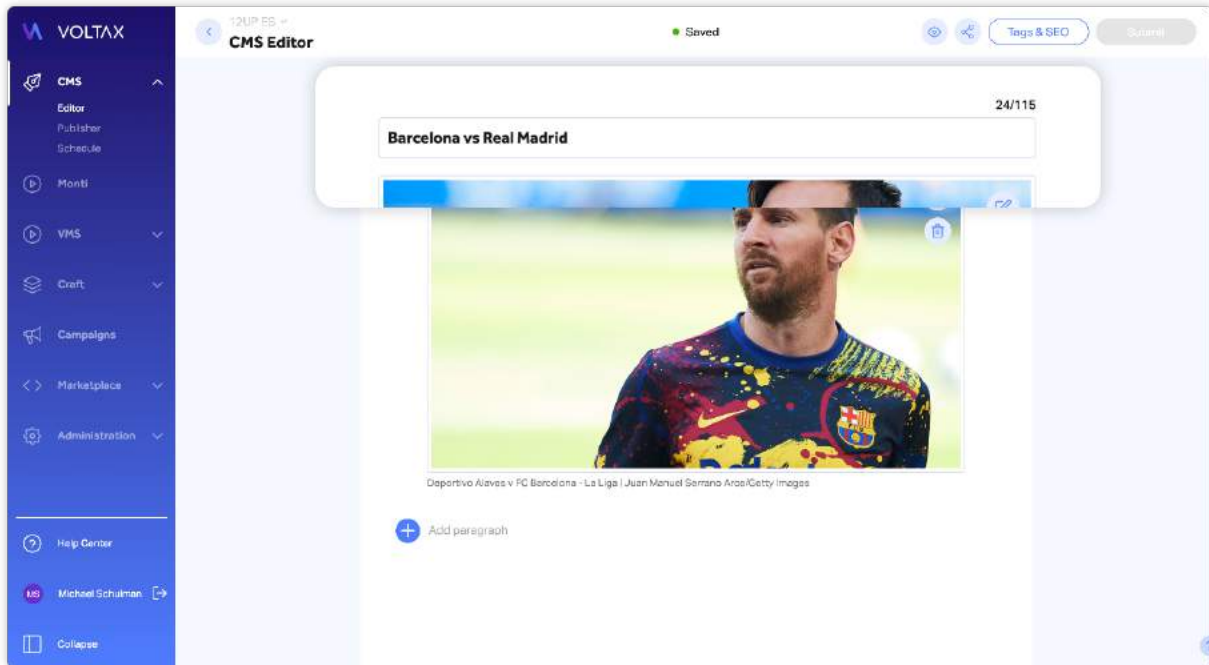 VOLTAX
CMS
Editor
Publisher
Schedule
Monti
VMS
Craft
Campaigns
Marketplace
Administration
Help Center
MS
Michael Schulman
Collapse
12UP ES
CMS Editor
Saved
Tags & SEO
Submit
24/115
Barcelona vs Real Madrid
Deportivo Alaves v FC Barcelona - La Liga | Juan Manuel Serrano Arce/Getty Images
Add paragraph